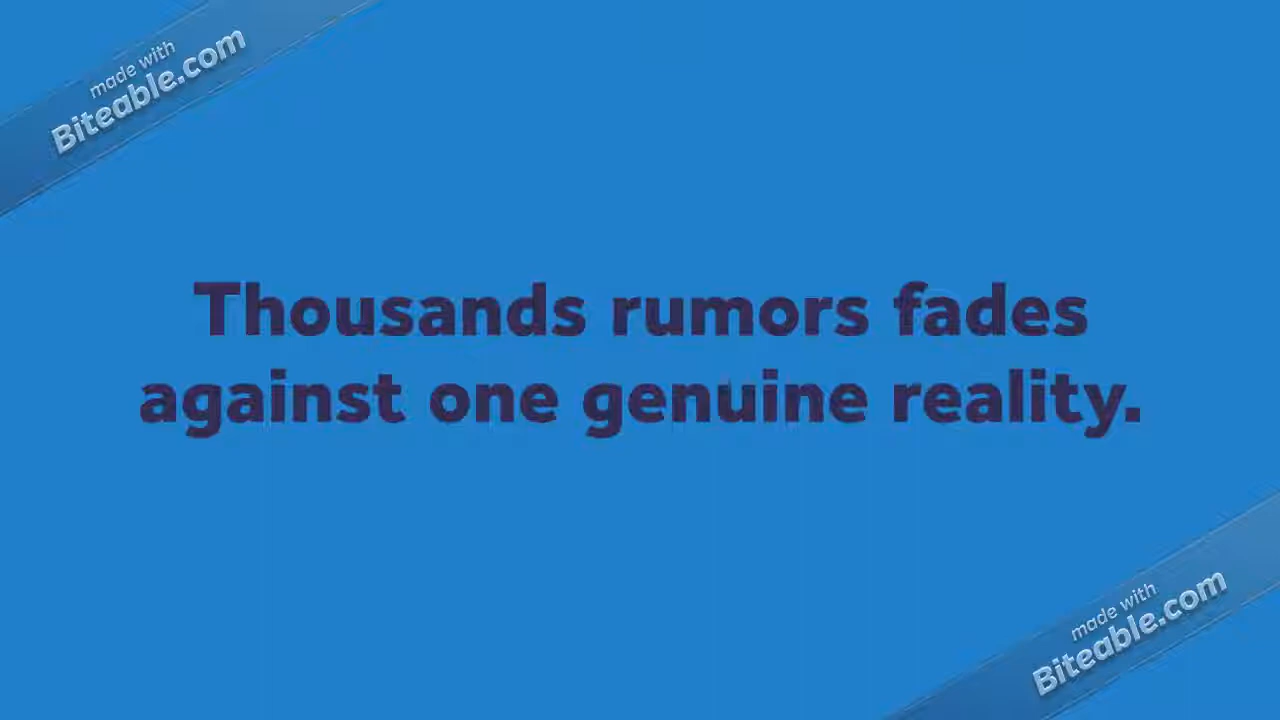 made with
Biteable.com
Thousands rumors fades
against one genuine reality.
made with
Biteable.com